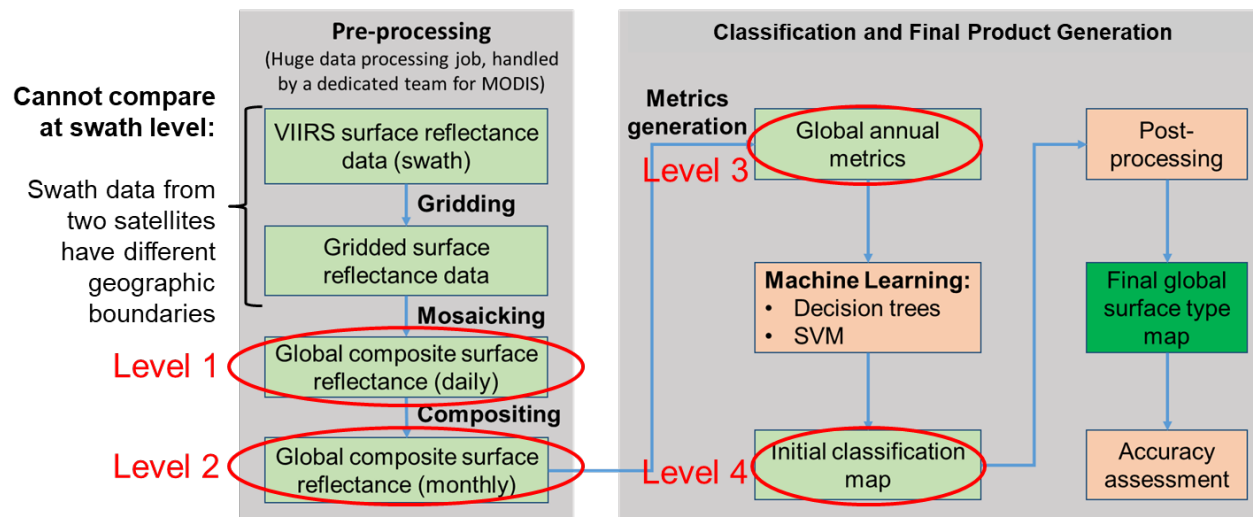 Pre-processing
(Huge data processing job, handled
by a dedicated team for MODIS)
Cannot compare
at swath level:
Swath data from
two satellites
have different
geographic
boundaries
VIIRS surface reflectance
data (swath)
Gridding
Gridded surface
reflectance data
Mosaicking
Level 1
Global composite surface
reflectance (daily)
Compositing
Level 2
Global composite surface
reflectance (monthly)
Classification and Final Product Generation
Metrics
generation
Level 3
Global annual
metrics
Machine Learning:
• Decision trees
• SVM
Level 4
Initial classification
map
Post-
processing
Final global
surface type
map
Accuracy
assessment